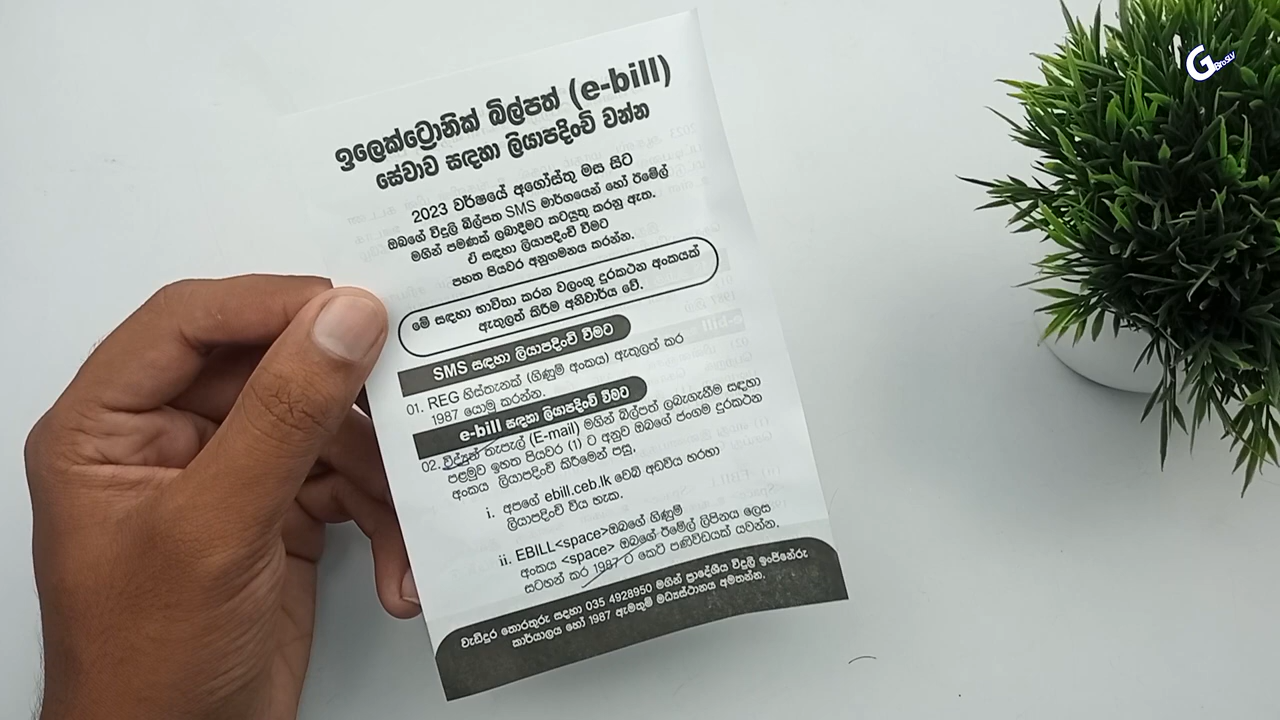 ඉලෙක්ට්‍රොනික් බිල්පත් (e-bill)
සේවාව සඳහා ලියාපදිංචි වන්න
2023 වර්ෂයේ අගෝස්තු මස සිට
ඔබගේ විදුලි බිල්පත SMS මාර්ගයෙන් හෝ ඊමේල්
මගින් පමණක් ලබාදීමට කටයුතු කරනු ඇත.
ඒ සඳහා ලියාපදිංචි වීමට
පහත පියවර අනුගමනය කරන්න.
මේ සඳහා භාවිතා කරන වලංගු දුරකථන අංකයක්
ඇතුලත් කිරීම අනිවාර්ය වේ.
SMS සඳහා ලියාපදිංචි වීමට
01. REG හිස්තැනක් (ගිණුම් අංකය) ඇතුලත් කර
1987 යොමු කරන්න.
e-bill සඳහා ලියාපදිංචි වීමට
02. විද්‍යුත් තැපැල් (E-mail) මගින් බිල්පත් ලබාගැනීම සඳහා
පළමුව ඉහත පියවර (1) ට අනුව ඔබගේ ජංගම දුරකථන
අංකය ලියාපදිංචි කිරීමෙන් පසු,
i. අපගේ ebill.ceb.lk වෙබ් අඩවිය හරහා
ලියාපදිංචි විය හැක.
ii. EBILL<space>ඔබගේ ගිණුම්
අංකය <space> ඔබගේ ඊමේල් ලිපිනය ලෙස
සටහන් කර 1987 ට කෙටි පණිවිඩයක් යවන්න.
වැඩිදුර තොරතුරු සඳහා 035 4928950 මගින් ප්‍රාදේශීය විදුලි ඉංජිනේරු
කාර්යාලය හෝ 1987 ඇමතුම් මධ්‍යස්ථානය අමතන්න.